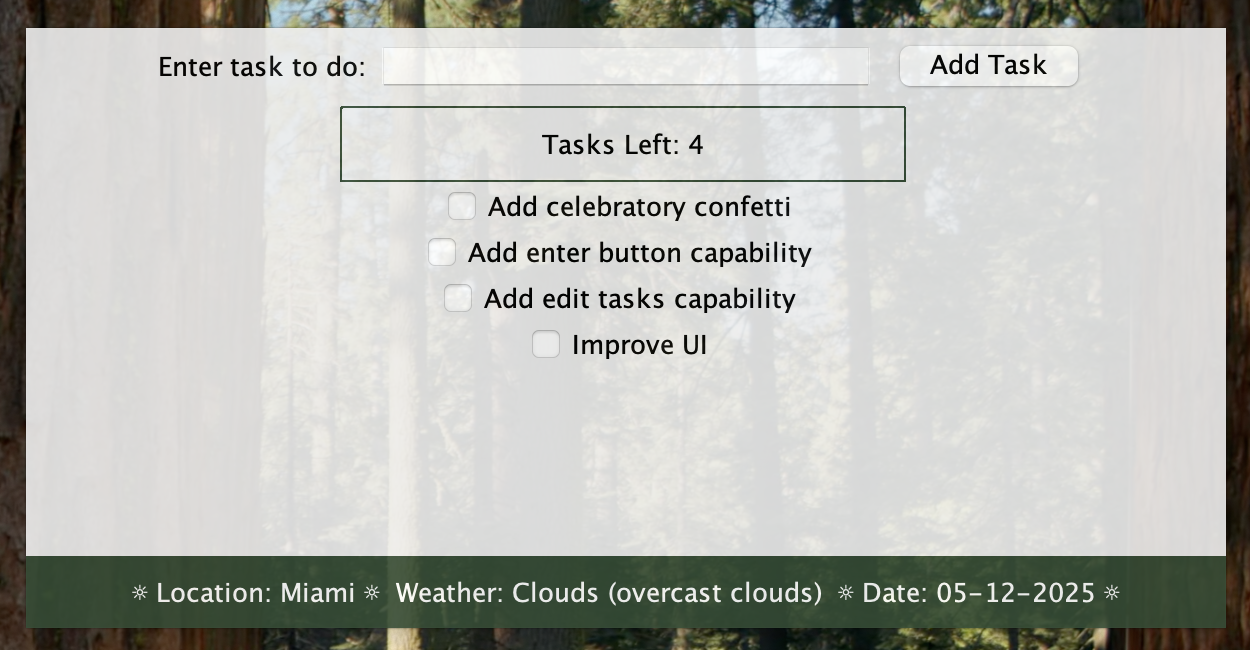 Enter task to do: Add Task
Tasks Left: 4
Add celebratory confetti
Add enter button capability
Add edit tasks capability
Improve UI
☼ Location: Miami ☼ Weather: Clouds (overcast clouds) ☼ Date: 05-12-2025 ☼